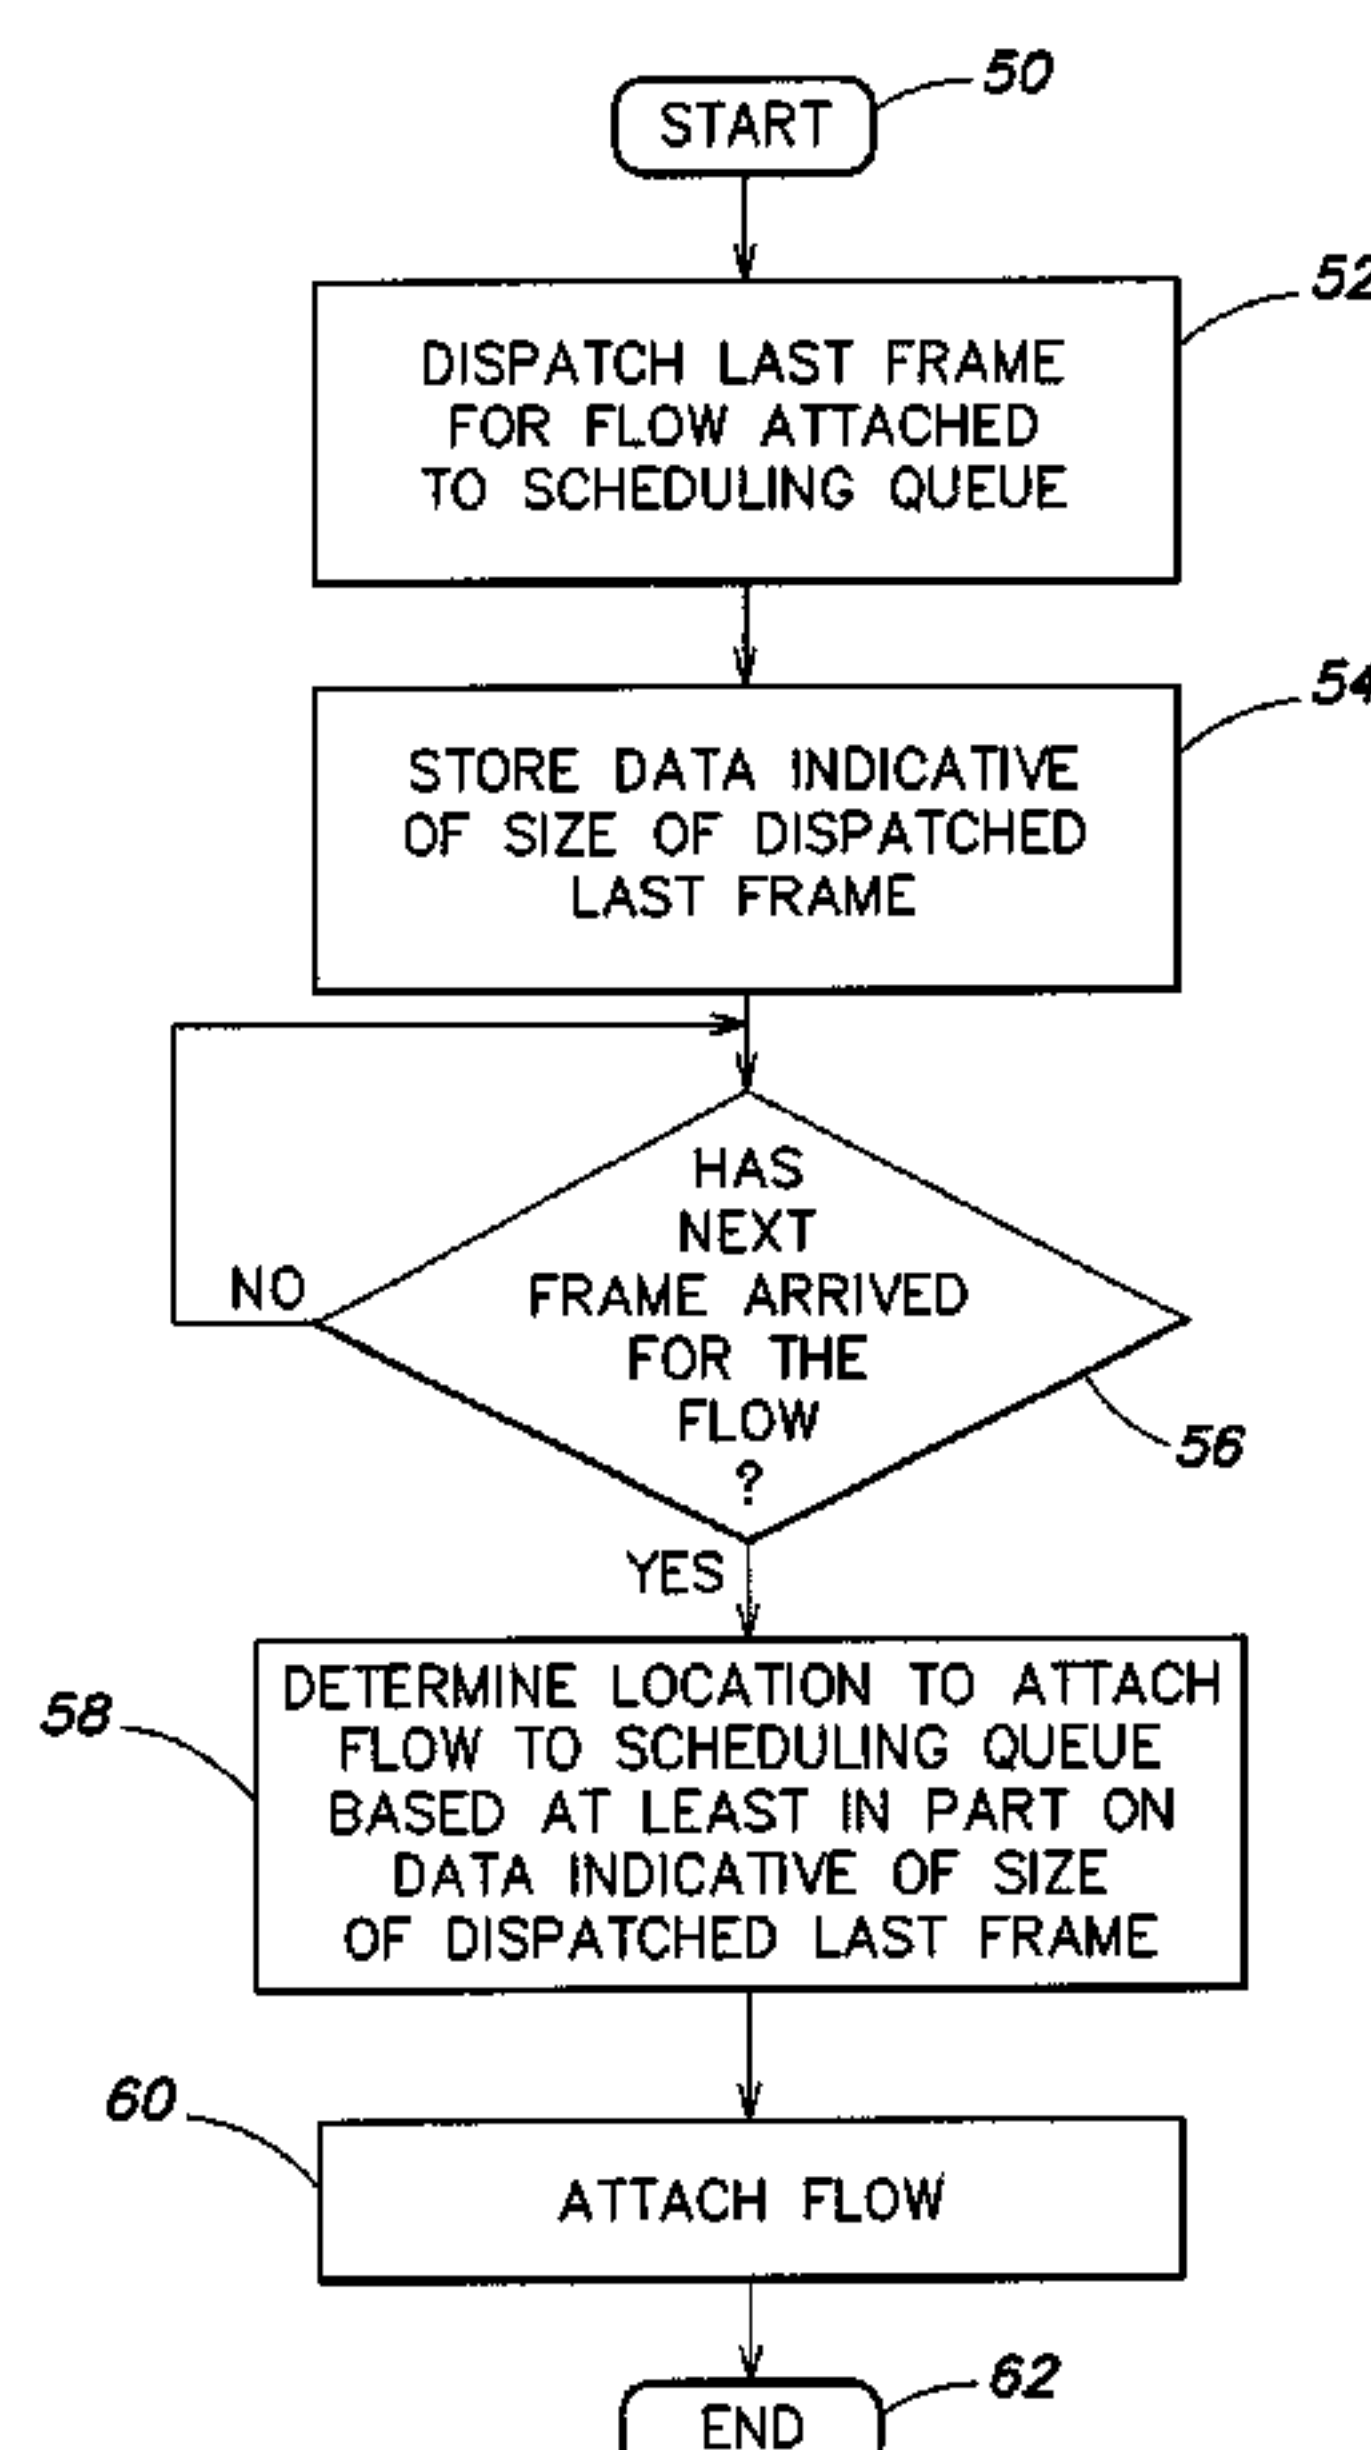 50
START
52
DISPATCH LAST FRAME
FOR FLOW ATTACHED
TO SCHEDULING QUEUE
54
STORE DATA INDICATIVE
OF SIZE OF DISPATCHED
LAST FRAME
HAS
NEXT
FRAME ARRIVED
FOR THE
FLOW
?
NO
56
YES
58
DETERMINE LOCATION TO ATTACH
FLOW TO SCHEDULING QUEUE
BASED AT LEAST IN PART ON
DATA INDICATIVE OF SIZE
OF DISPATCHED LAST FRAME
60
ATTACH FLOW
62
END